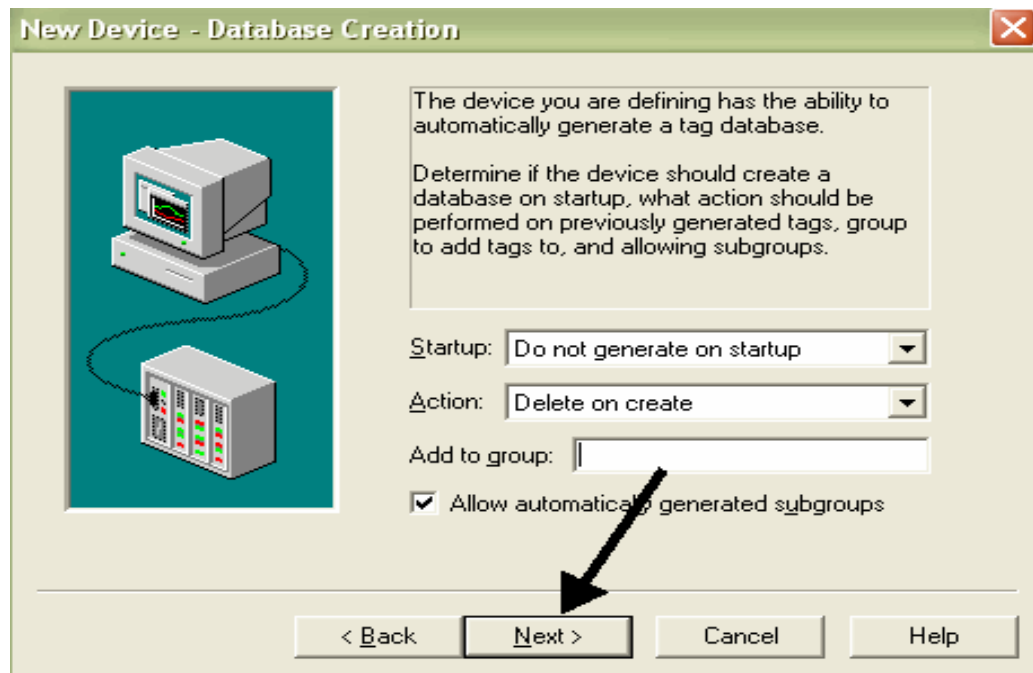 New Device - Database Creation
The device you are defining has the ability to
automatically generate a tag database.
Determine if the device should create a
database on startup, what action should be
performed on previously generated tags, group
to add tags to, and allowing subgroups.
Startup: Do not generate on startup
Action: Delete on create
Add to group:
Allow automatically generated subgroups
< Back Next > Cancel Help